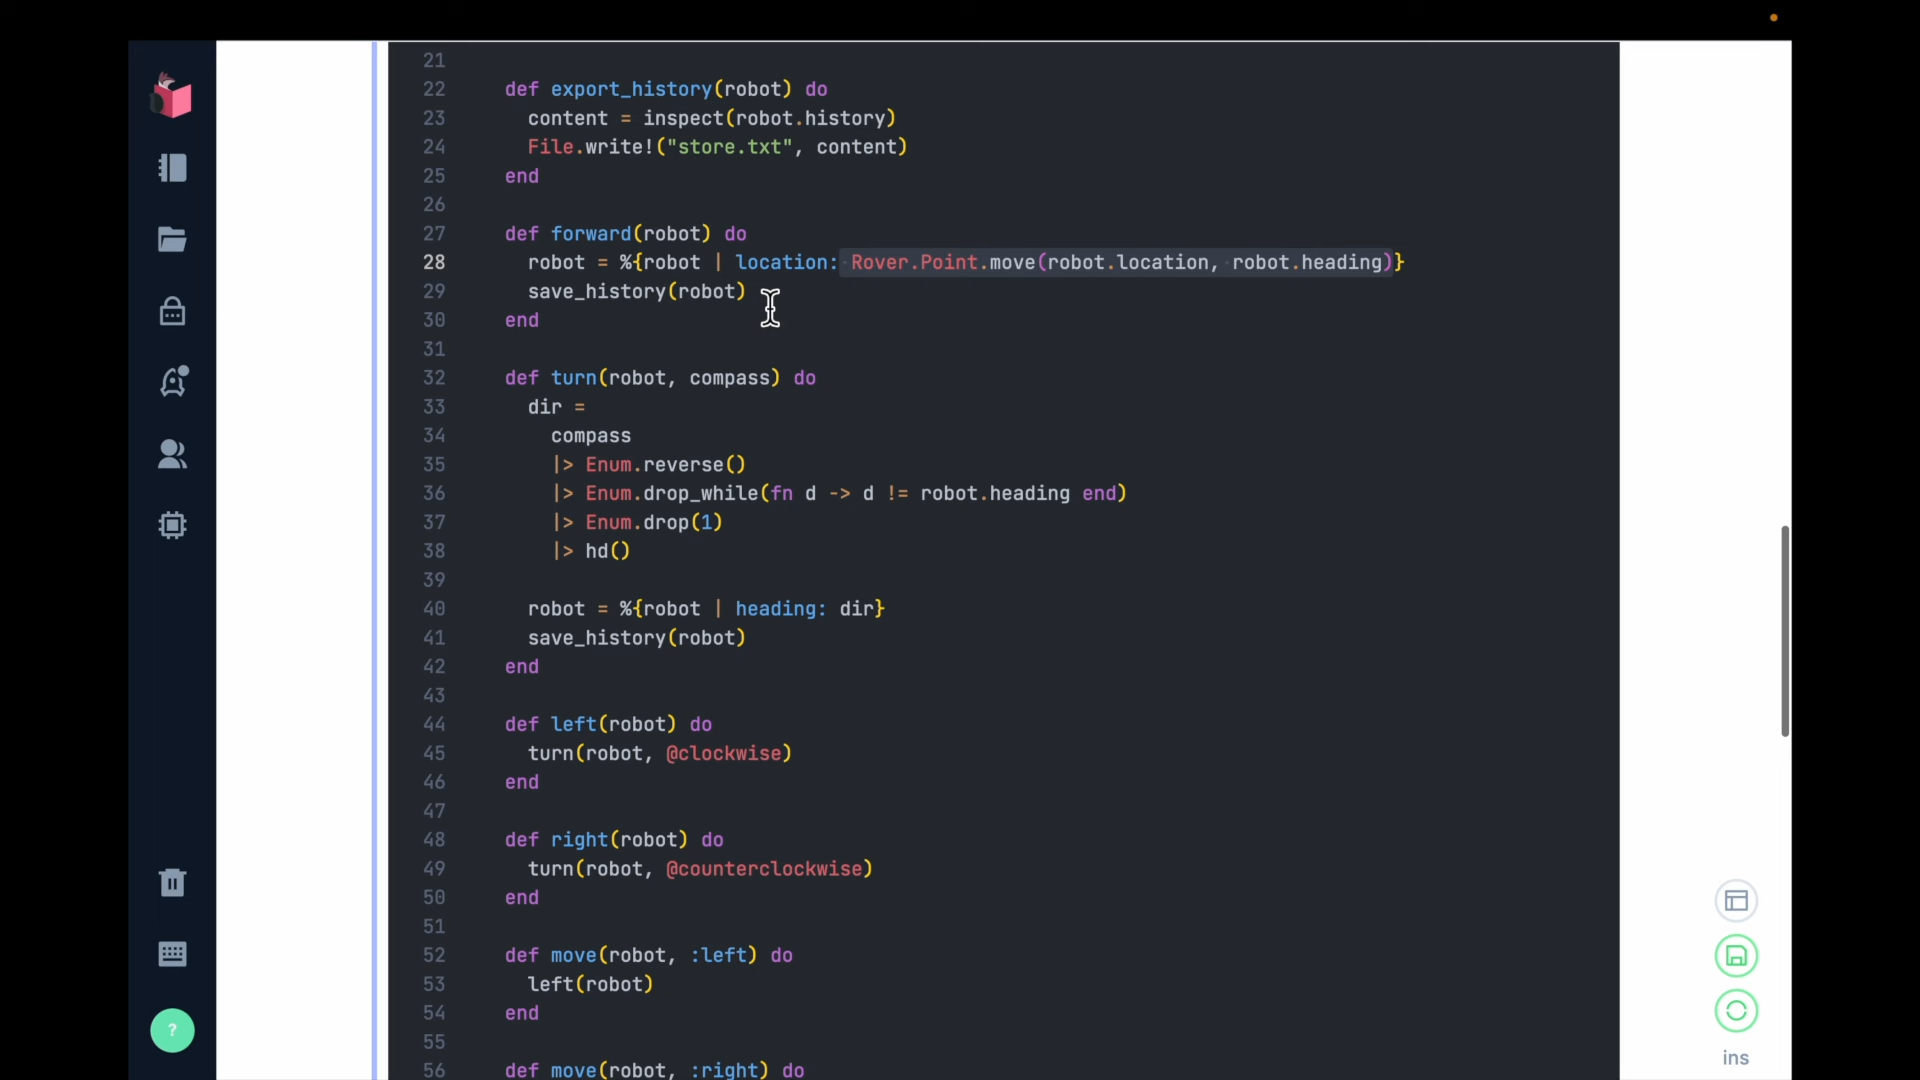 21
22 def export_history(robot) do
23 content = inspect(robot.history)
24 File.write!("store.txt", content)
25 end
26
27 def forward(robot) do
28 robot = %{robot | location: Rover.Point.move(robot.location, robot.heading)}
29 save_history(robot)
30 end
31
32 def turn(robot, compass) do
33 dir =
34 compass
35 |> Enum.reverse()
36 |> Enum.drop_while(fn d -> d != robot.heading end)
37 |> Enum.drop(1)
38 |> hd()
39
40 robot = %{robot | heading: dir}
41 save_history(robot)
42 end
43
44 def left(robot) do
45 turn(robot, @clockwise)
46 end
47
48 def right(robot) do
49 turn(robot, @counterclockwise)
50 end
51
52 def move(robot, :left) do
53 left(robot)
54 end
55
56 def move(robot, :right) do
?
ins